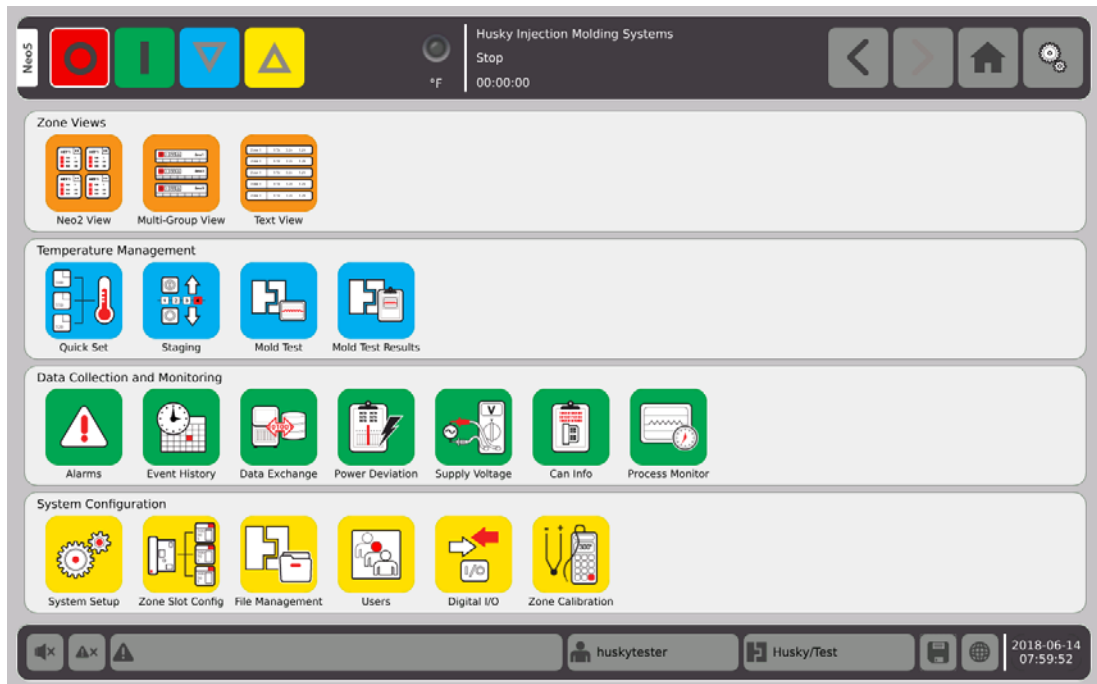 Neo5
Husky Injection Molding Systems
Stop
°F
00:00:00
Zone Views
Neo2 View
Multi-Group View
Text View
Temperature Management
Quick Set
Staging
Mold Test
Mold Test Results
Data Collection and Monitoring
V
Alarms
Event History
Data Exchange
Power Deviation
Supply Voltage
Can Info
Process Monitor
System Configuration
I/O
System Setup
Zone Slot Config
File Management
Users
Digital I/O
Zone Calibration
huskytester
Husky/Test
2018-06-14
07:59:52